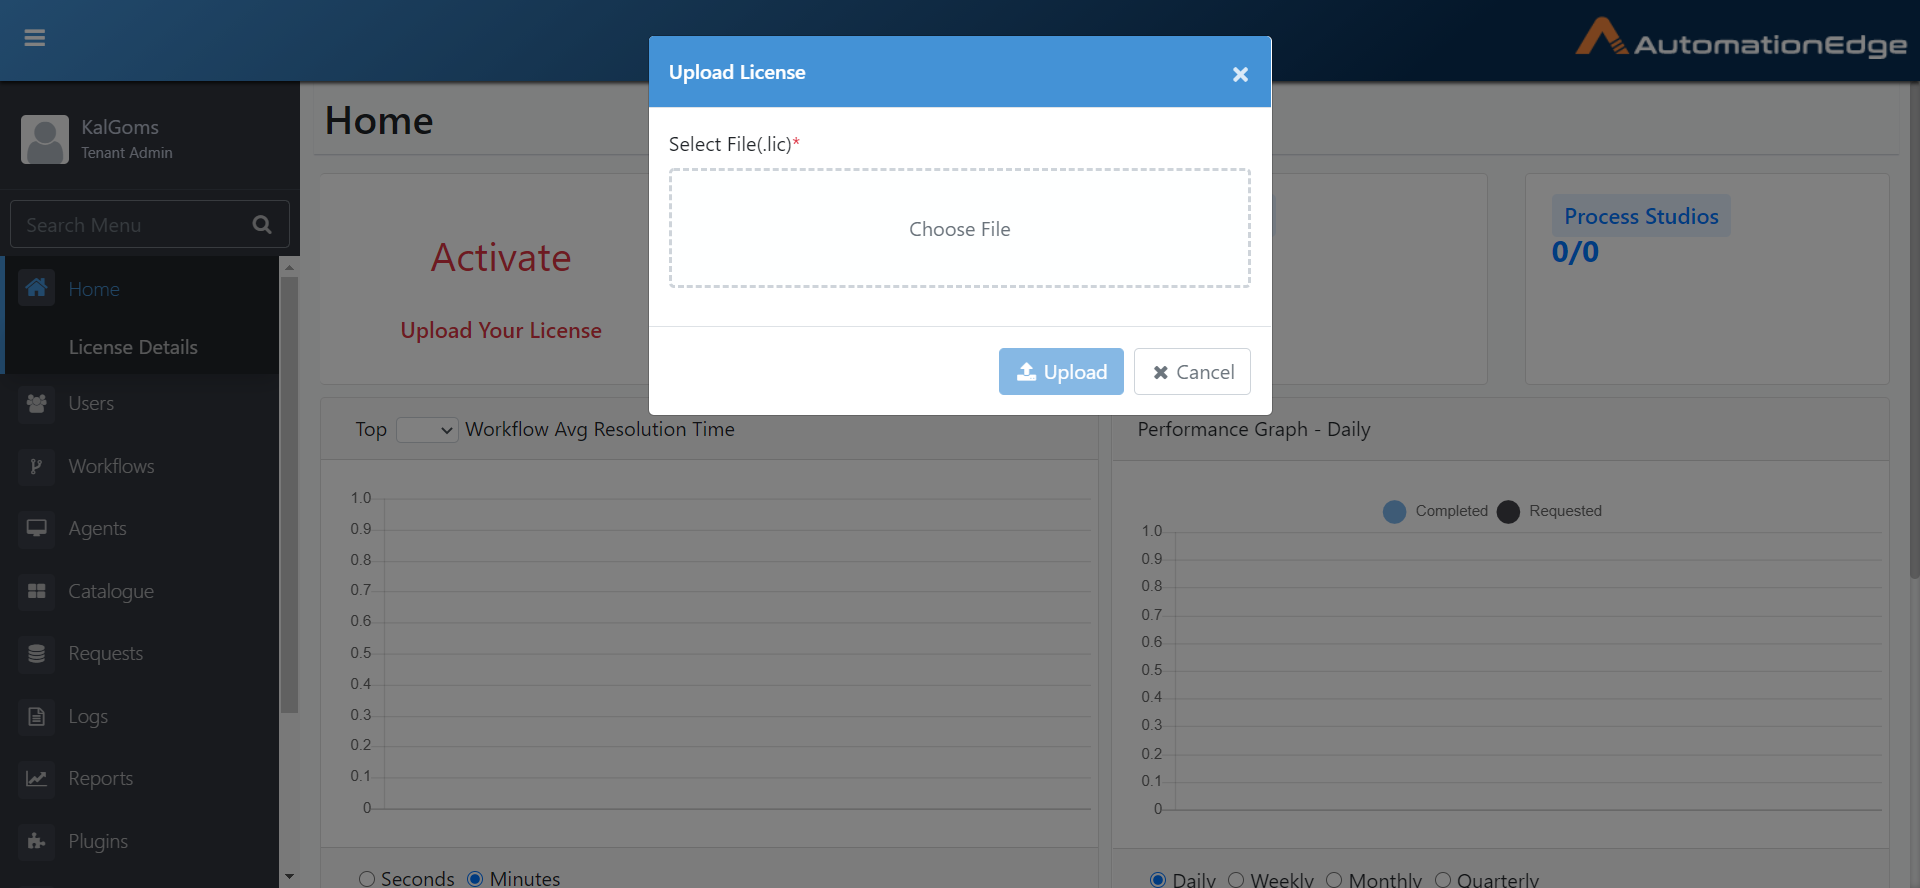 AutomationEdge
KalGoms
Tenant Admin
Search Menu
Home
License Details
Users
Workflows
Agents
Catalogue
Requests
Logs
Reports
Plugins
Home
Activate
Upload Your License
Process Studios
0/0
Upload License
Select File(.lic)*
Choose File
Upload
Cancel
Top Workflow Avg Resolution Time
1.0
0.9
0.8
0.7
0.6
0.5
0.4
0.3
0.2
0.1
0
Seconds Minutes
Performance Graph - Daily
Completed Requested
1.0
0.9
0.8
0.7
0.6
0.5
0.4
0.3
0.2
0.1
0
Daily Weekly Monthly Quarterly